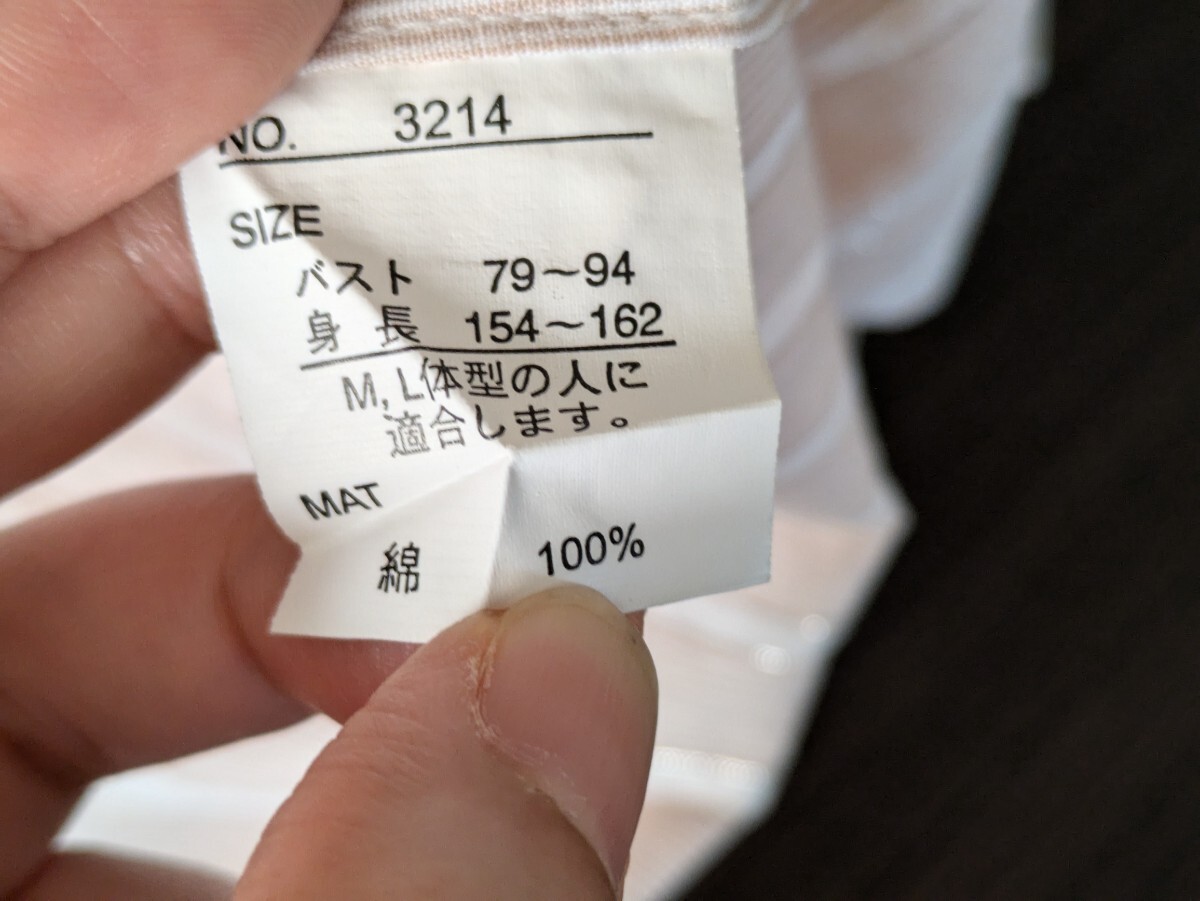 NO. 3214
SIZE
バスト 79～94
身長 154～162
M, L体型の人に
適合します。
MAT
綿 100%